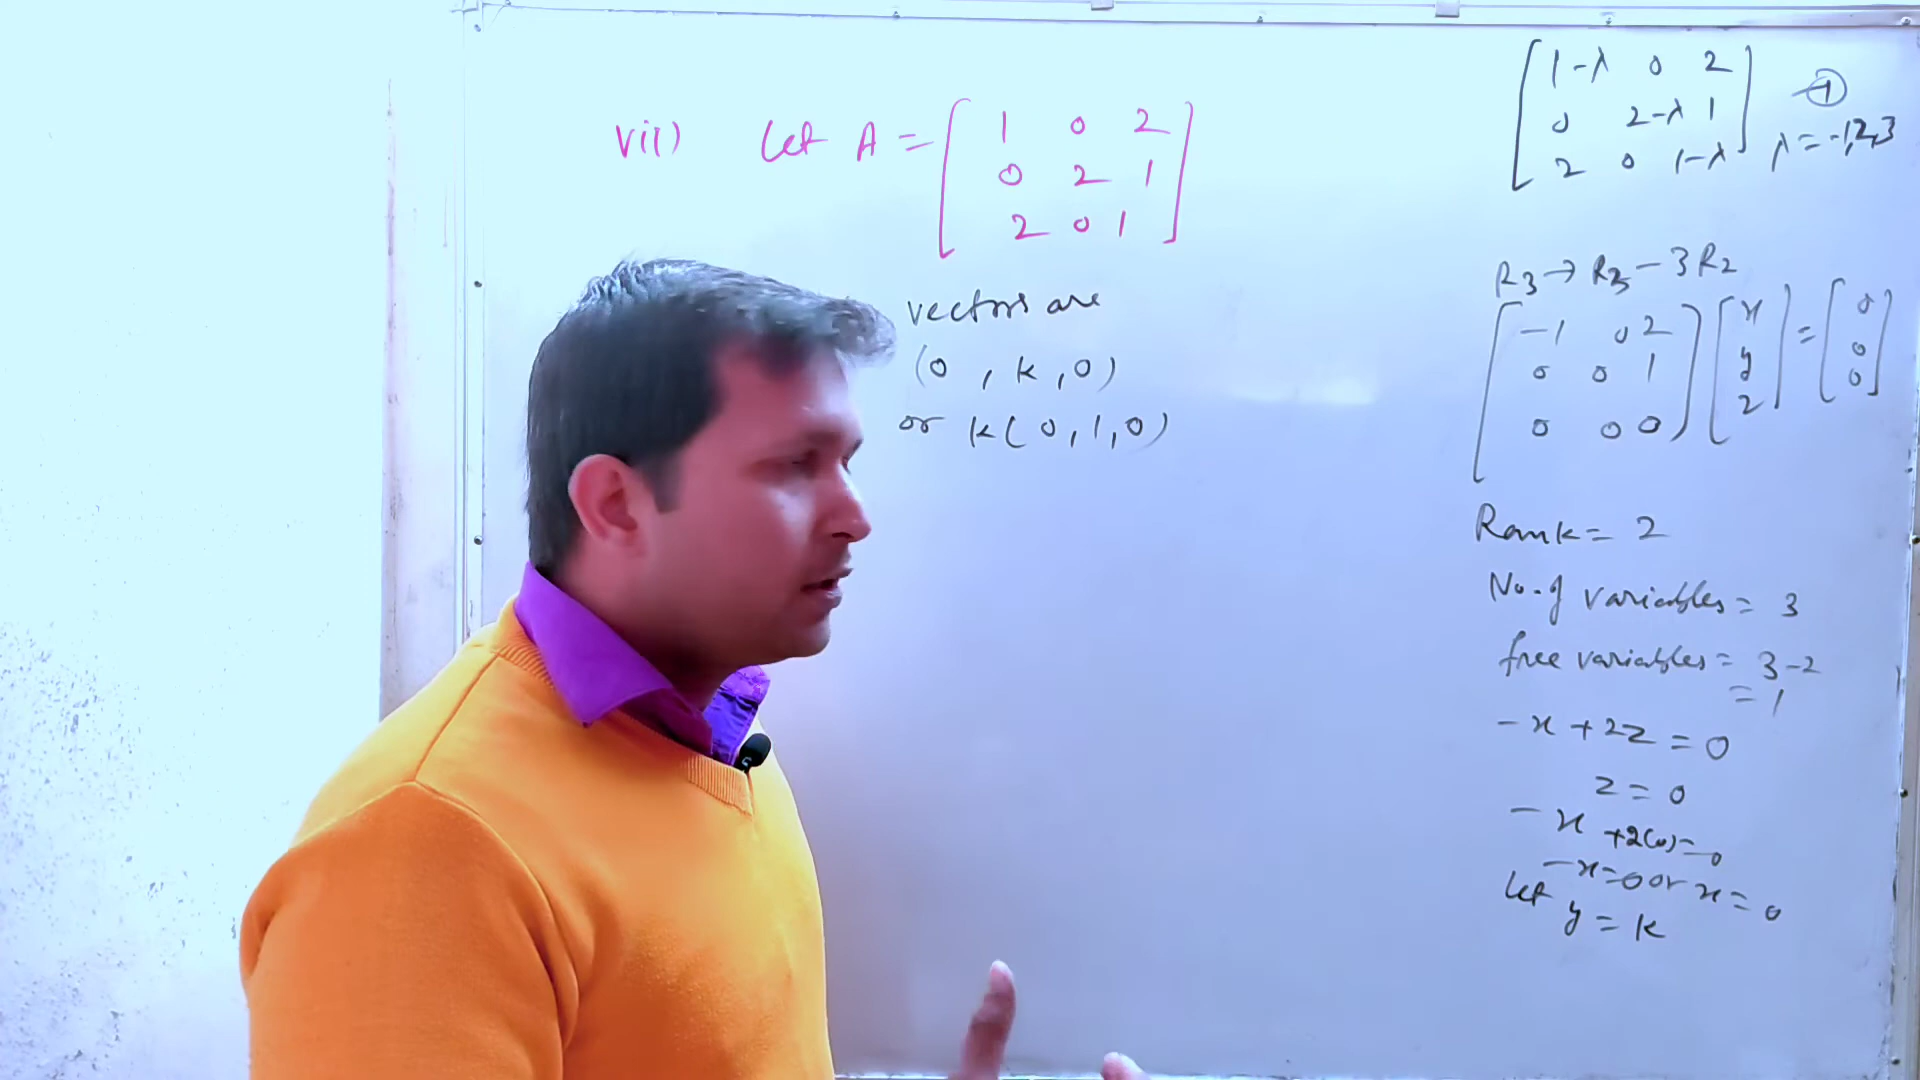 vii) Let A = [ 1 0 2
0 2 1
2 0 1 ]
vectors are
(0 , k , 0)
or k ( 0 , 1 , 0 )
[ 1-λ 0 2
0 2-λ 1
2 0 1-λ ] - ①
λ = -1,2,3
R3 → R3 - 3R2
[ -1 0 2 ] [ x ] = [ 0 ]
[ 0 0 1 ] [ y ] [ 0 ]
[ 0 0 0 ] [ z ] [ 0 ]
Rank = 2
No. of variables = 3
free variables = 3-2
= 1
-x + 2z = 0
z = 0
-x +2(0)=0
-x=0 or x = 0
Let y = k